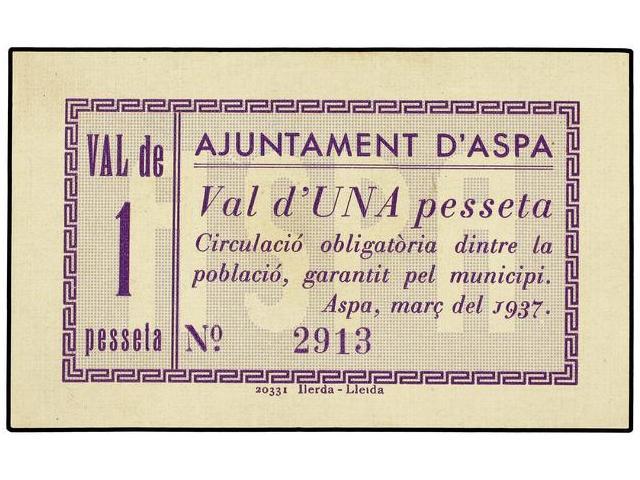 VAL de
1
pesseta
AJUNTAMENT D'ASPA
Val d'UNA pesseta
Circulació obligatòria dintre la
població, garantit pel municipi.
Aspa, març del 1937.
Nº. 2913
ASPA
20331 Ilerda - Lleida